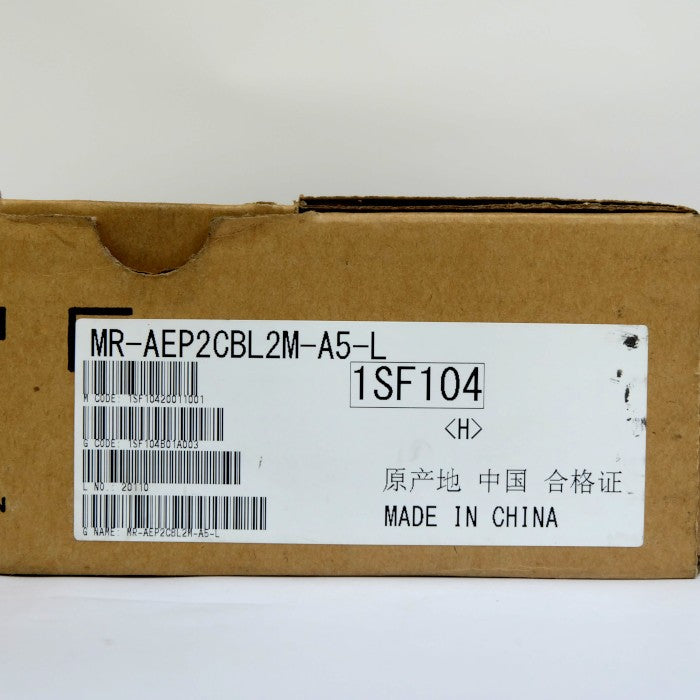 MR-AEP2CBL2M-A5-L
1SF104
M CODE: 1SF10420011001
<H>
G CODE: 1SF104B01A003
L NO.: 20110
原产地 中国 合格证
MADE IN CHINA
G NAME: MR-AEP2CBL2M-A5-L